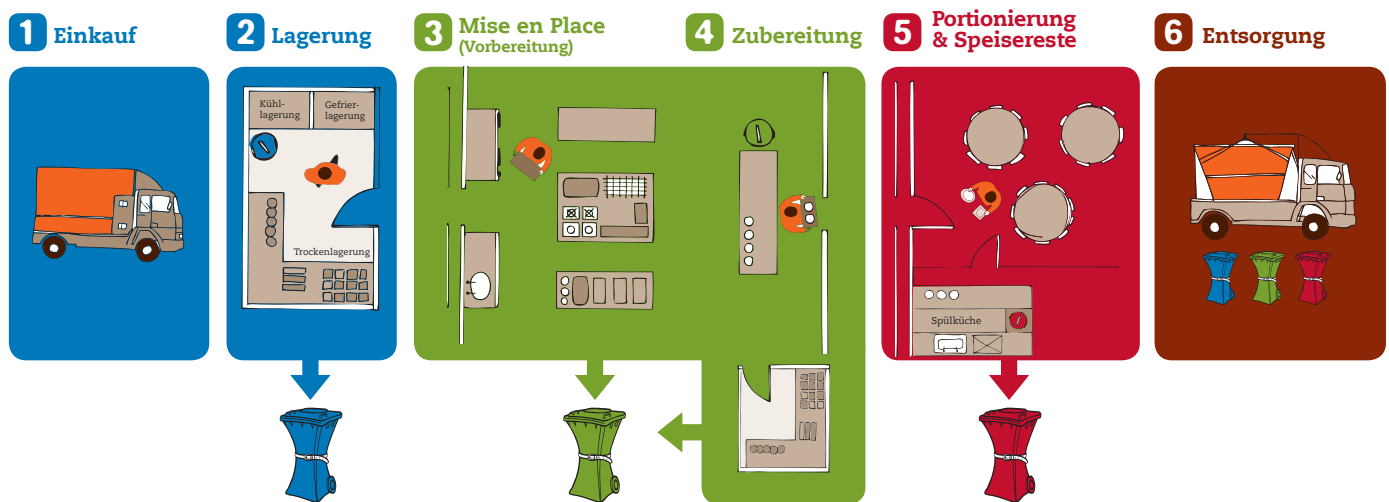 1 Einkauf
2 Lagerung
3 Mise en Place
(Vorbereitung)
4 Zubereitung
5 Portionierung
& Speisereste
6 Entsorgung
Kühl-
lagerung
Gefrier-
lagerung
Trockenlagerung
Spülküche